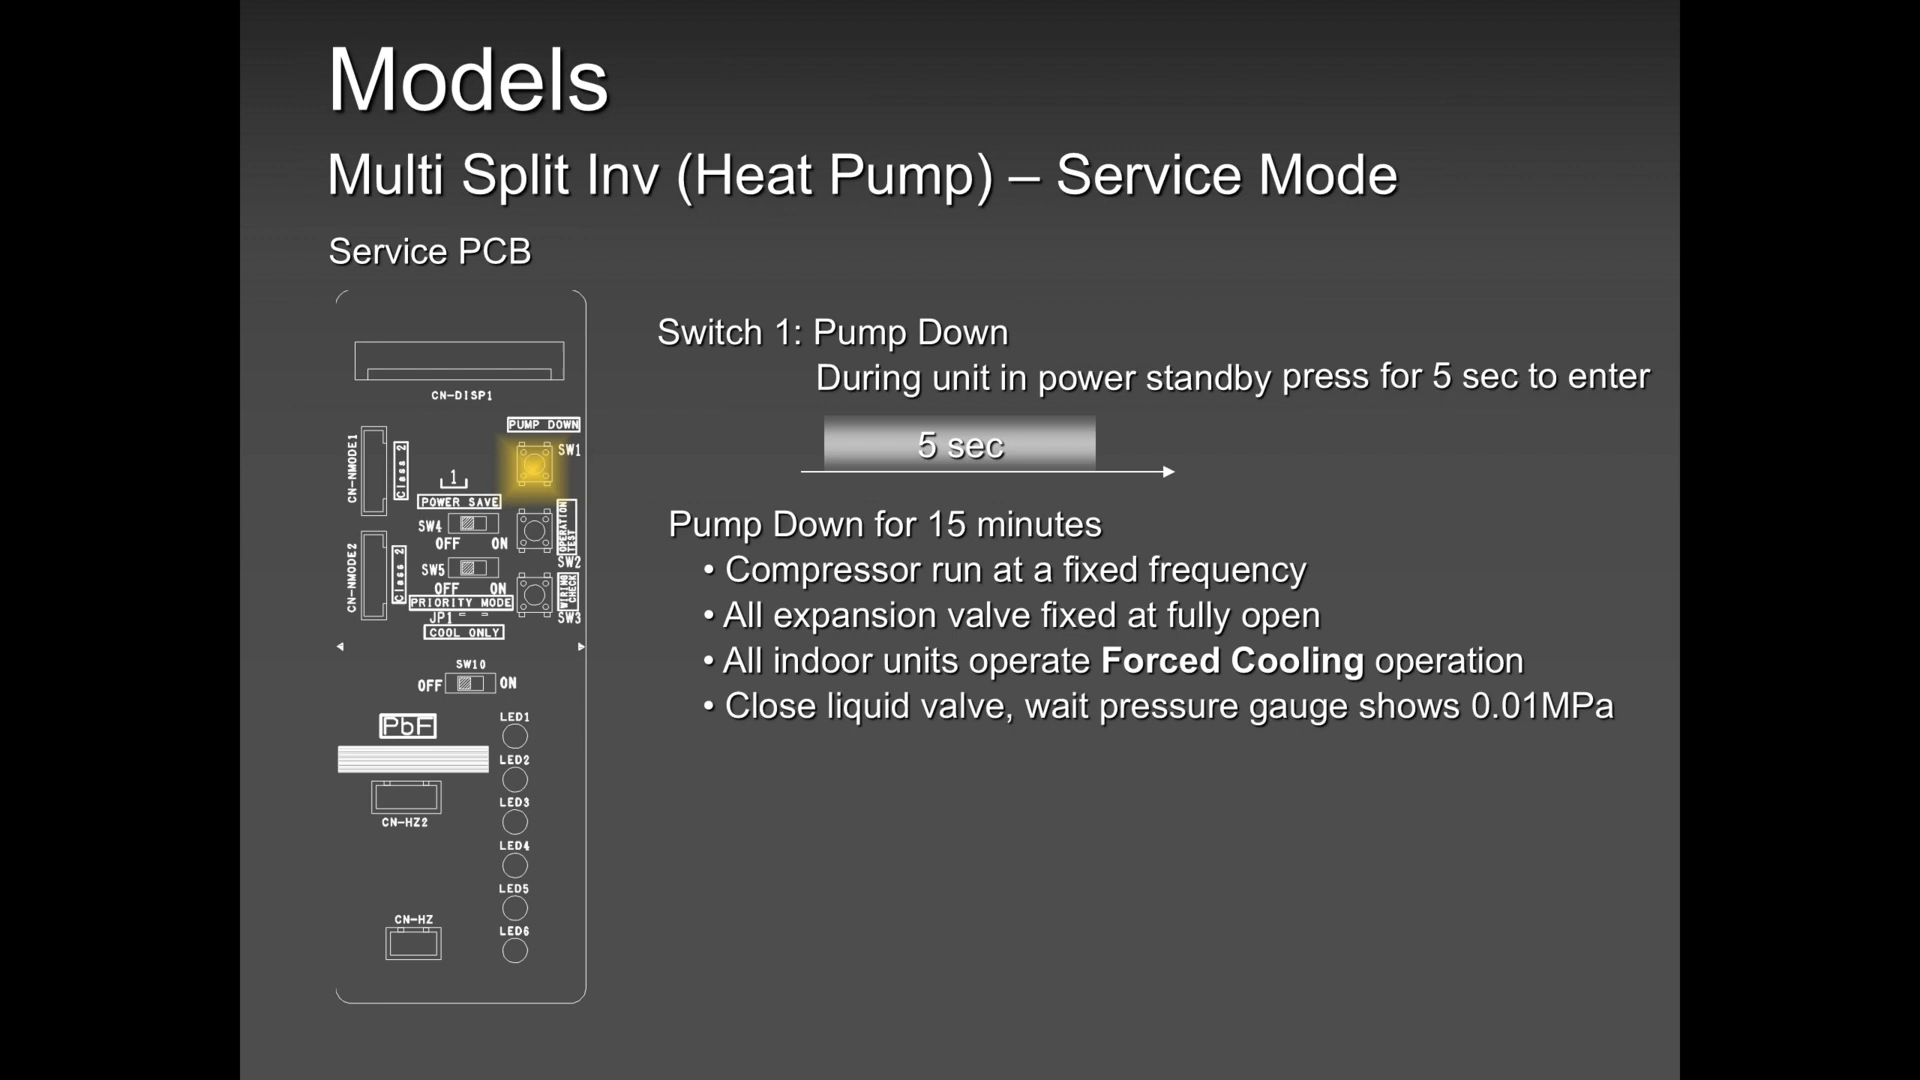 Models
Multi Split Inv (Heat Pump) – Service Mode
Service PCB
Switch 1: Pump Down
During unit in power standby press for 5 sec to enter
5 sec
Pump Down for 15 minutes
• Compressor run at a fixed frequency
• All expansion valve fixed at fully open
• All indoor units operate Forced Cooling operation
• Close liquid valve, wait pressure gauge shows 0.01MPa
CN-DISP1
PUMP DOWN
SW1
CN-NMODE1
Class 2
1
POWER SAVE
SW4
OFF ON
OPERATION
TEST
SW2
CN-NMODE2
Class 2
SW5
OFF ON
PRIORITY MODE
WIRING
CHECK
SW3
JP1
COOL ONLY
SW10
OFF ON
PbF
LED1
LED2
LED3
CN-HZ2
LED4
LED5
CN-HZ
LED6